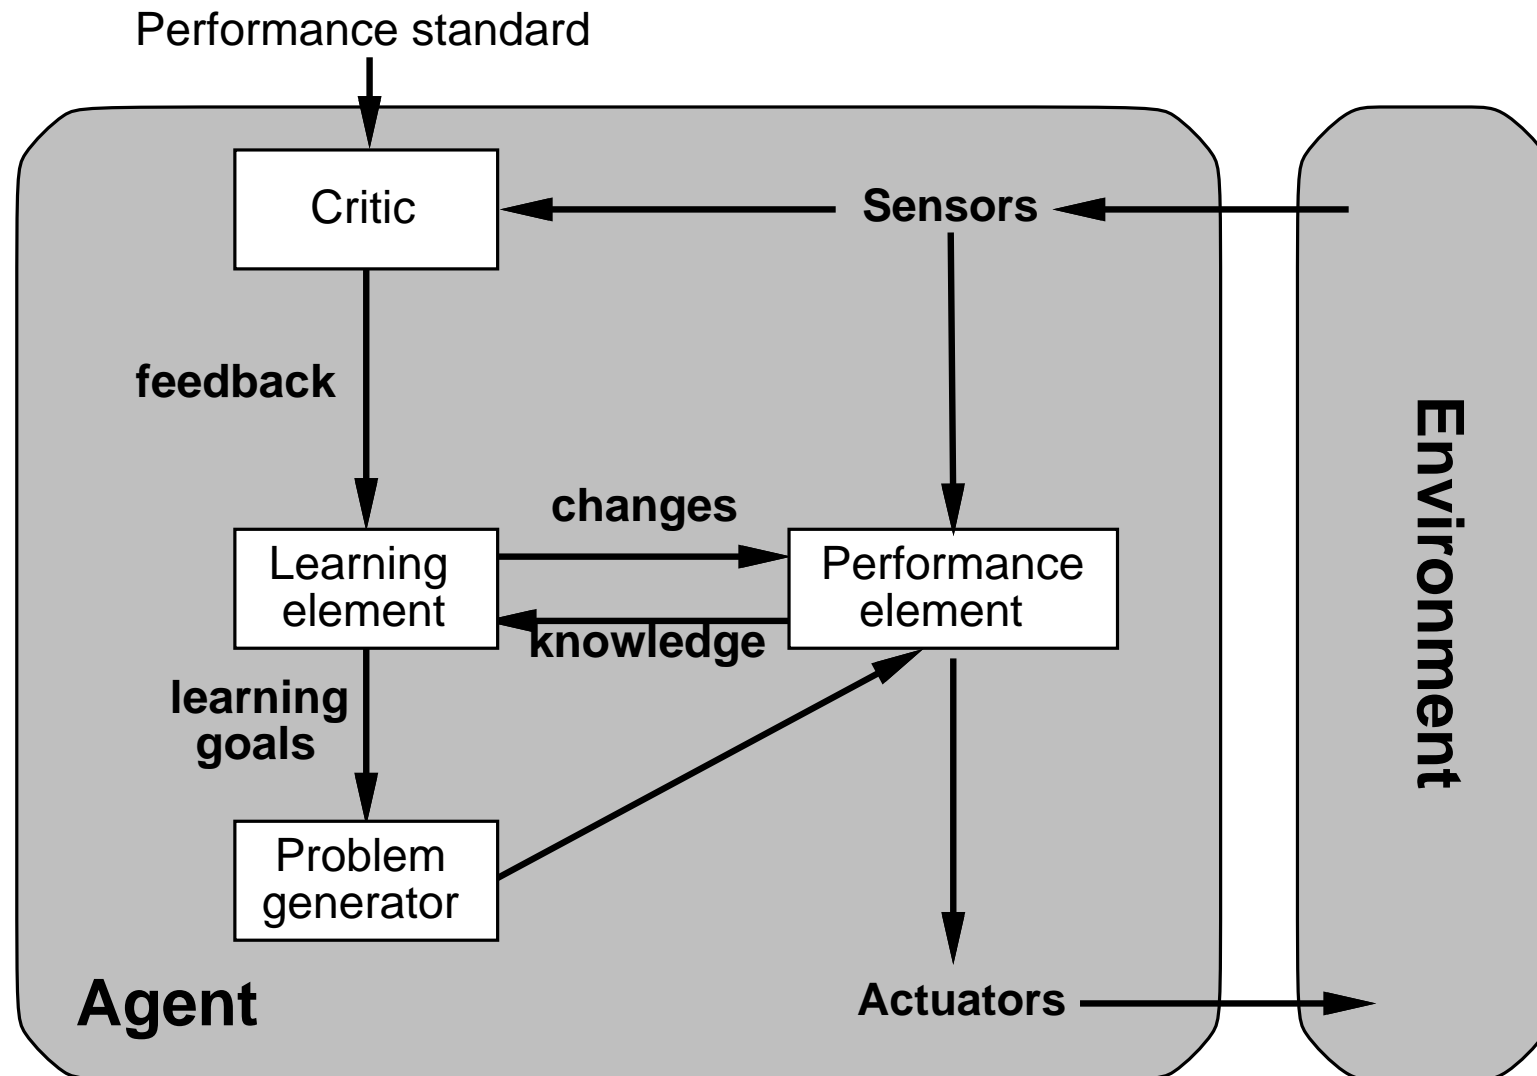 Performance standard
Critic
Sensors
feedback
changes
Learning
element
Performance
element
knowledge
learning
goals
Problem
generator
Agent
Actuators
Environment